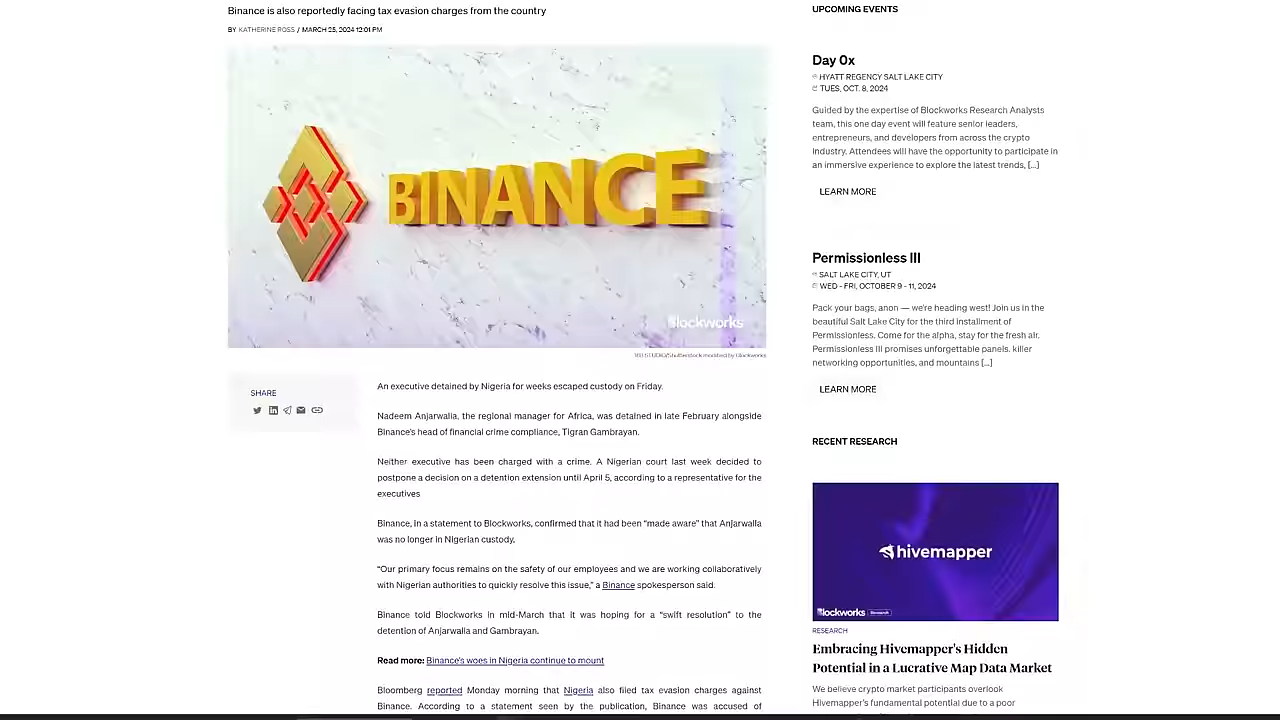 Binance is also reportedly facing tax evasion charges from the country
BY KATHERINE ROSS / MARCH 25, 2024 12:01 PM
BINANCE
Blockworks
SHARE
An executive detained by Nigeria for weeks escaped custody on Friday.
Nadeem Anjarwalla, the regional manager for Africa, was detained in late February alongside
Binance's head of financial crime compliance, Tigran Gambrayan.
Neither executive has been charged with a crime. A Nigerian court last week decided to
postpone a decision on a detention extension until April 5, according to a representative for the
executives
Binance, in a statement to Blockworks, confirmed that it had been "made aware" that Anjarwalla
was no longer in Nigerian custody.
"Our primary focus remains on the safety of our employees and we are working collaboratively
with Nigerian authorities to quickly resolve this issue," a Binance spokesperson said.
Binance told Blockworks in mid-March that it was hoping for a "swift resolution" to the
detention of Anjarwalla and Gambrayan.
Read more: Binance's woes in Nigeria continue to mount
Bloomberg reported Monday morning that Nigeria also filed tax evasion charges against
Binance. According to a statement seen by the publication, Binance was accused of
UPCOMING EVENTS
Day 0x
HYATT REGENCY SALT LAKE CITY
TUES, OCT. 8, 2024
Guided by the expertise of Blockworks Research Analysts
team, this one day event will feature senior leaders,
entrepreneurs, and developers from across the crypto
industry. Attendees will have the opportunity to participate in
an immersive experience to explore the latest trends, [...]
LEARN MORE
Permissionless III
SALT LAKE CITY, UT
WED - FRI, OCTOBER 9 - 11, 2024
Pack your bags, anon — we're heading west! Join us in the
beautiful Salt Lake City for the third installment of
Permissionless. Come for the alpha, stay for the fresh air.
Permissionless III promises unforgettable panels, killer
networking opportunities, and mountains [...]
LEARN MORE
RECENT RESEARCH
hivemapper
Blockworks Research
RESEARCH
Embracing Hivemapper's Hidden
Potential in a Lucrative Map Data Market
We believe crypto market participants overlook
Hivemapper's fundamental potential due to a poor